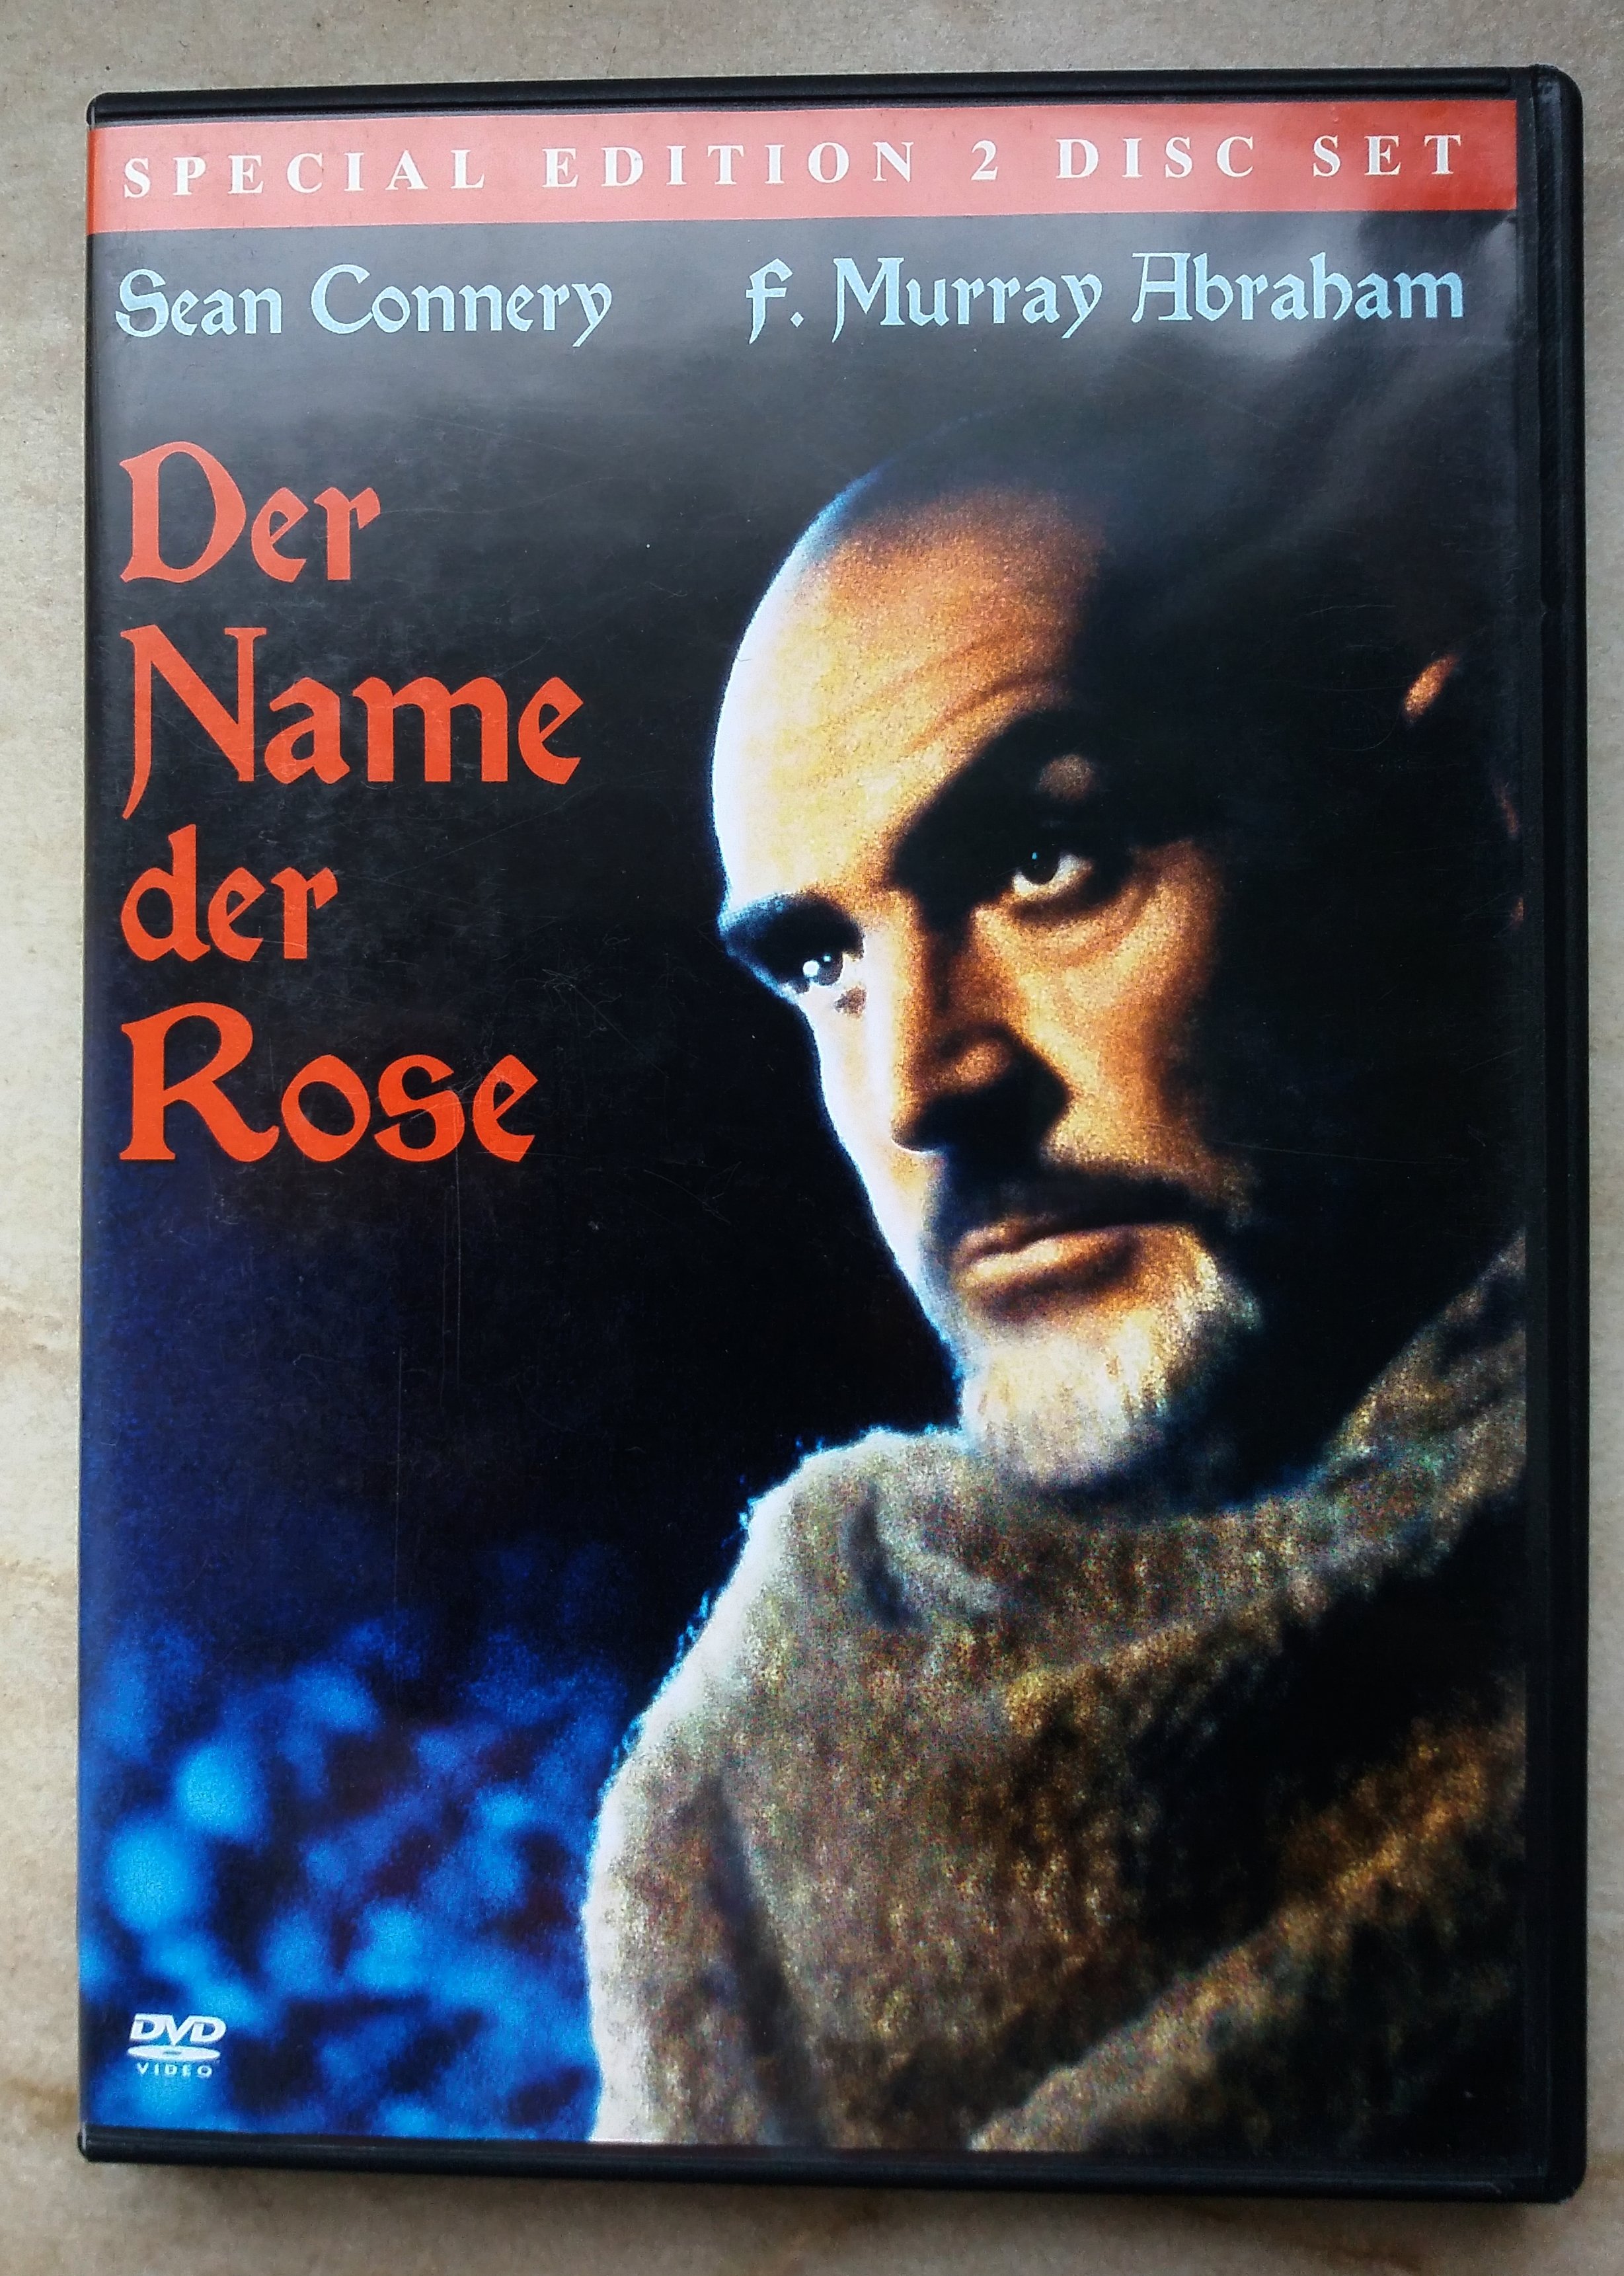 SPECIAL EDITION 2 DISC SET
Sean Connery F. Murray Abraham
Der
Name
der
Rose
DVD
VIDEO